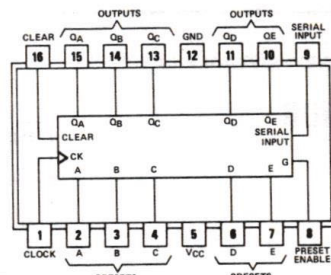 OUTPUTS OUTPUTS
CLEAR QA QB QC GND QD QE SERIAL INPUT
16 15 14 13 12 11 10 9
QA QB QC QD QE
CLEAR SERIAL INPUT
CK G
A B C D E
1 2 3 4 5 6 7 8
CLOCK A B C VCC D E PRESET ENABLE